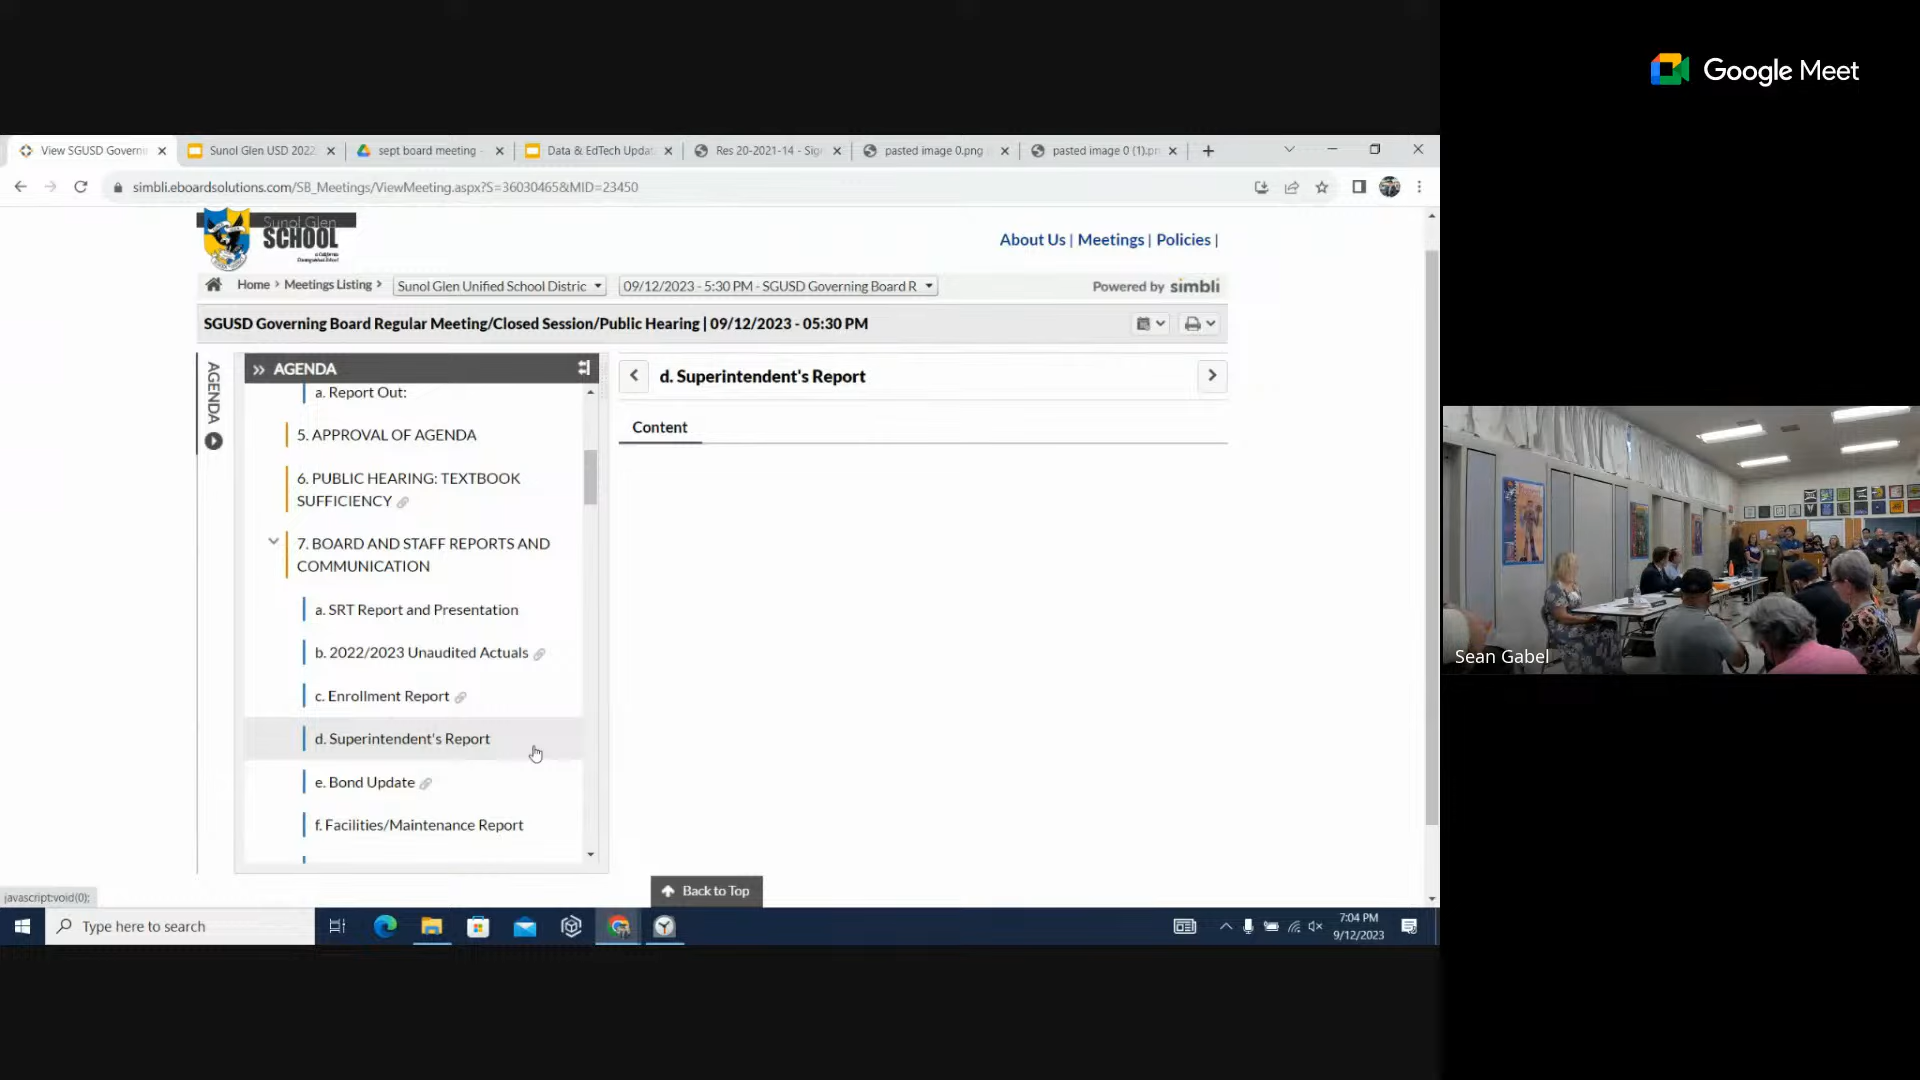 Google Meet
View SGUSD Governi
Sunol Glen USD 2022
sept board meeting -
Data & EdTech Updat
Res 20-2021-14 - Sig
pasted image 0.png
pasted image 0 (1).pn
simbli.eboardsolutions.com/SB_Meetings/ViewMeeting.aspx?S=36030465&MID=23450
Sunol Glen
SCHOOL
About Us | Meetings | Policies |
Home > Meetings Listing >
Sunol Glen Unified School Distric
09/12/2023 - 5:30 PM - SGUSD Governing Board R
Powered by simbli
SGUSD Governing Board Regular Meeting/Closed Session/Public Hearing | 09/12/2023 - 05:30 PM
AGENDA
AGENDA
a. Report Out:
5. APPROVAL OF AGENDA
6. PUBLIC HEARING: TEXTBOOK
SUFFICIENCY
7. BOARD AND STAFF REPORTS AND
COMMUNICATION
a. SRT Report and Presentation
b. 2022/2023 Unaudited Actuals
c. Enrollment Report
d. Superintendent's Report
e. Bond Update
f. Facilities/Maintenance Report
d. Superintendent's Report
Content
Back to Top
javascript:void(0);
Type here to search
7:04 PM
9/12/2023
Sean Gabel